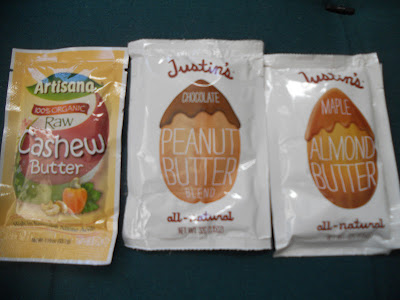 Artisana
100% ORGANIC
Raw
Cashew
Butter
Justin's
CHOCOLATE
PEANUT
BUTTER
BLEND
all-natural
Justin's
MAPLE
ALMOND
BUTTER
all-natural